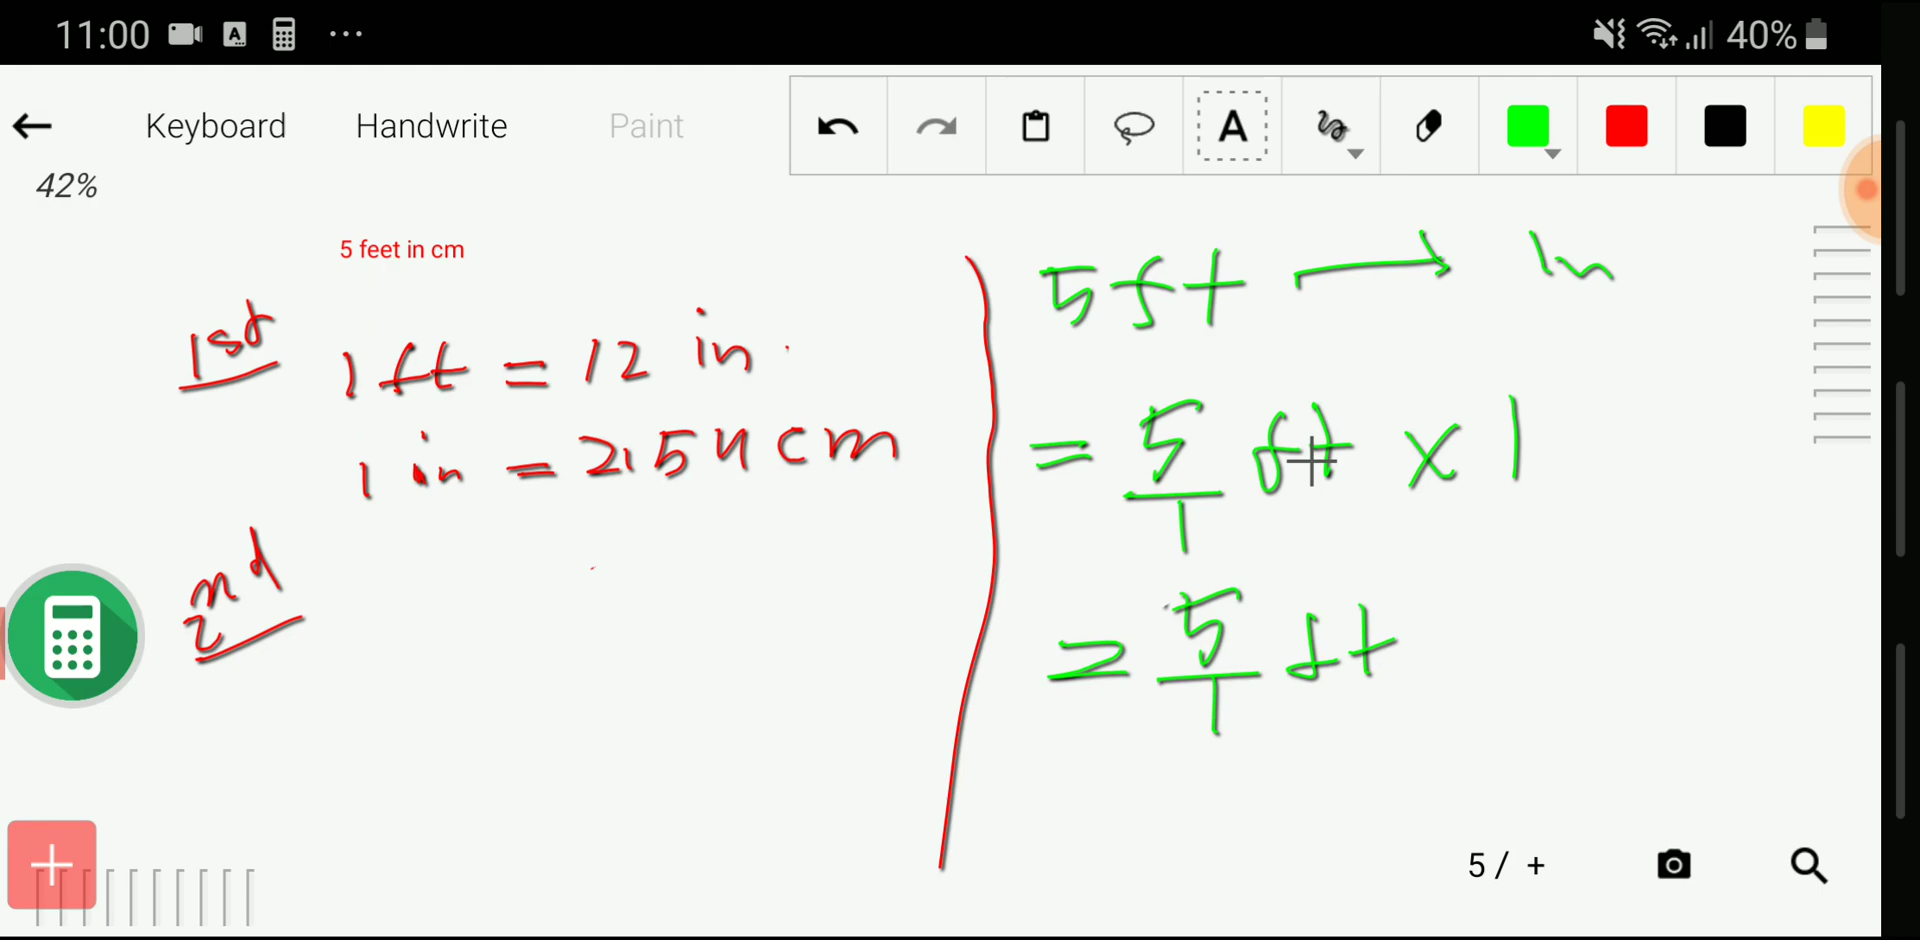 11:00 A ... 40%
Keyboard Handwrite Paint A
42%
5 feet in cm
1st 1 ft = 12 in.
1 in = 2.54 cm
2nd
5 ft → in
= 5/1 ft x 1
= 5/1 ft
5 / +